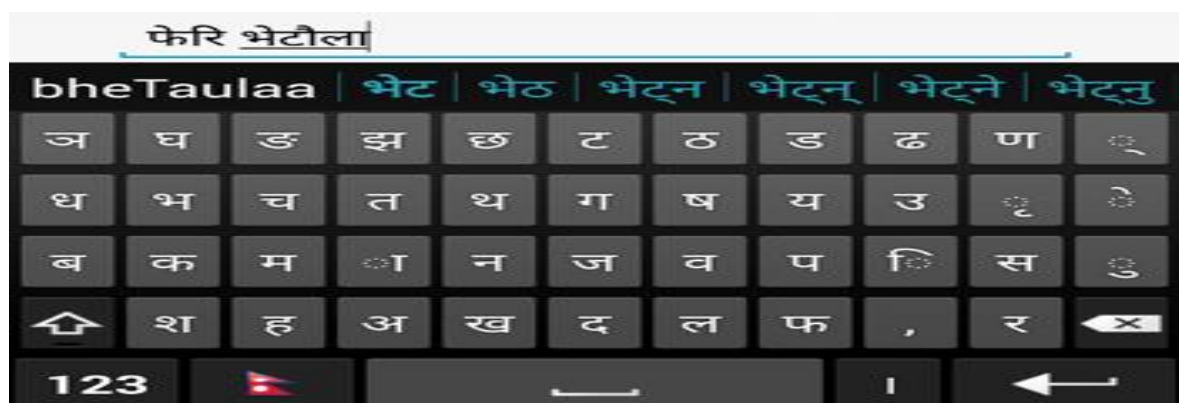 फेरि भेटौला
bheTaulaa भेट भेठ भेट्न भेट्न् भेट्ने भेट्नु
ञ घ ङ झ छ ट ठ ड ढ ण ्
ध भ च त थ ग ष य उ ृ े
ब क म ा न ज व प ि स ु
श ह अ ख द ल फ , र
123 ।